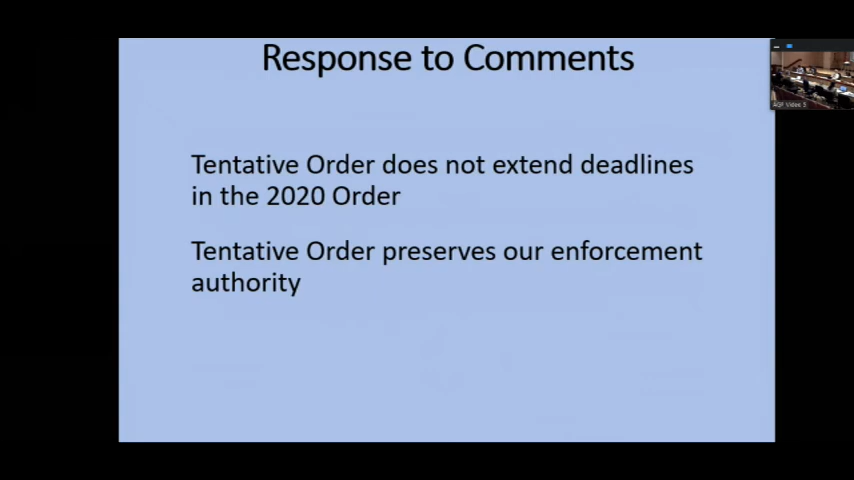 Response to Comments
Tentative Order does not extend deadlines
in the 2020 Order
Tentative Order preserves our enforcement
authority